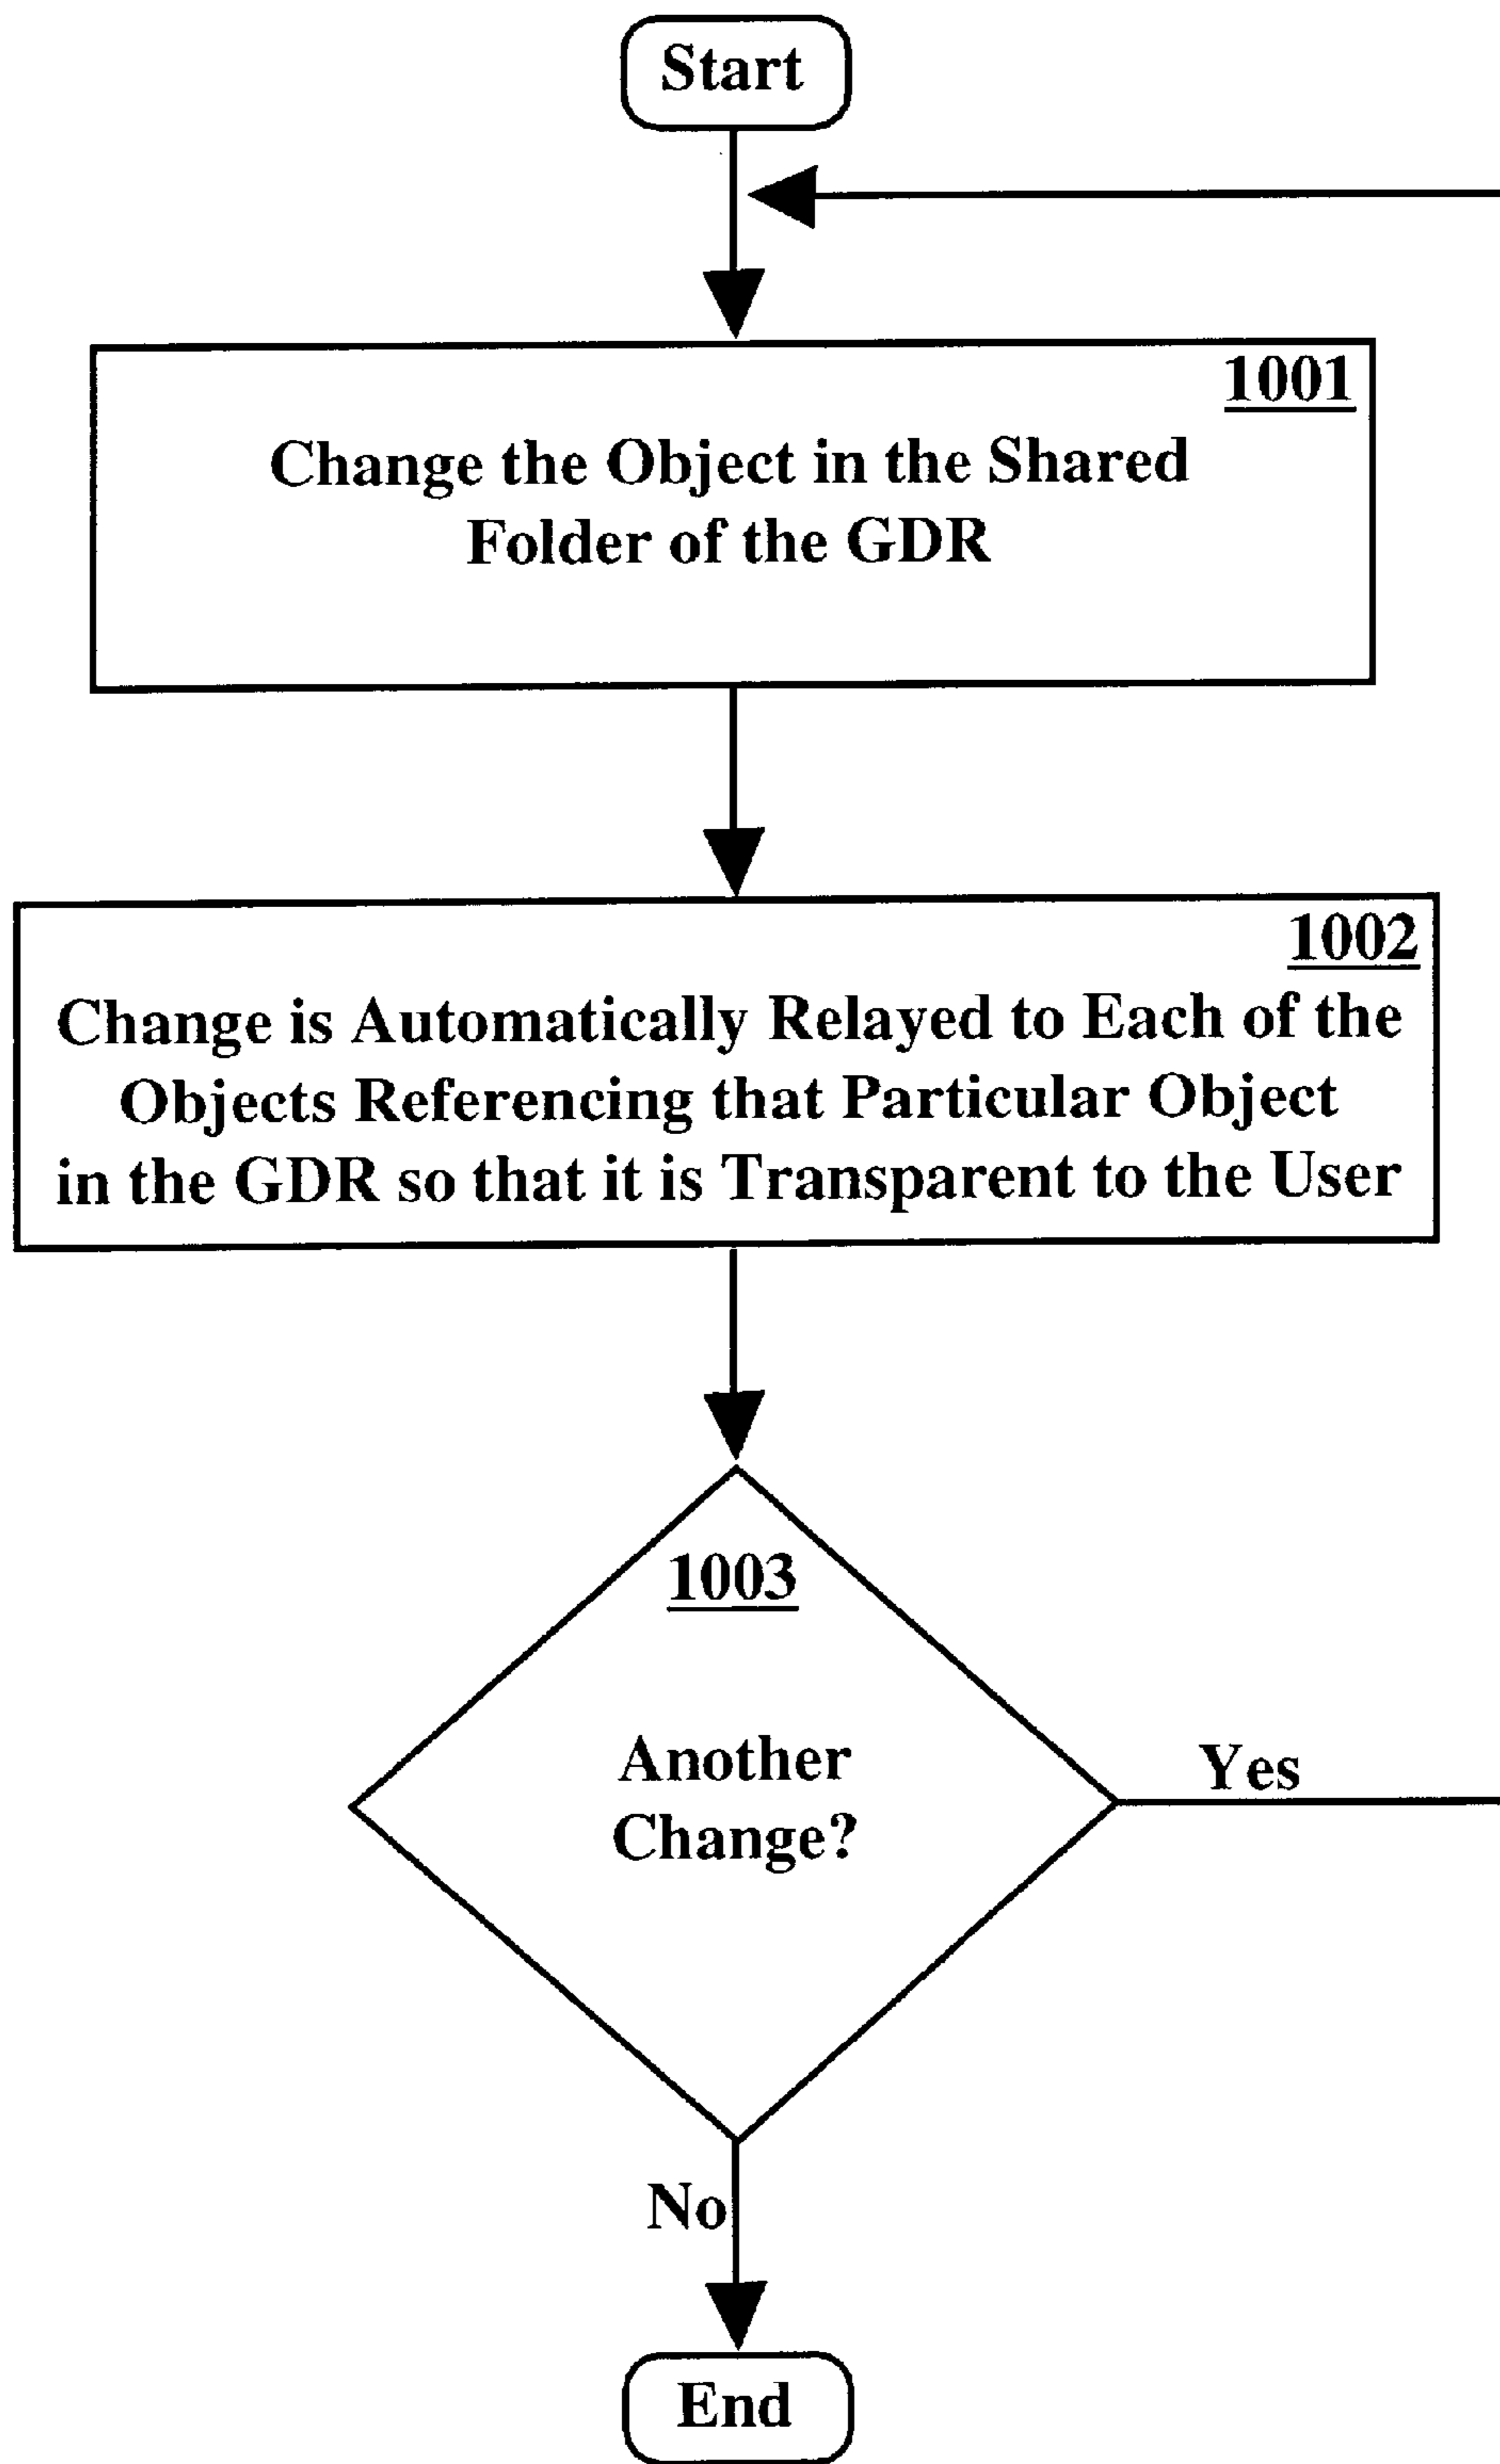 Start
1001
Change the Object in the Shared
Folder of the GDR
1002
Change is Automatically Relayed to Each of the
Objects Referencing that Particular Object
in the GDR so that it is Transparent to the User
1003
Another
Change?
Yes
No
End